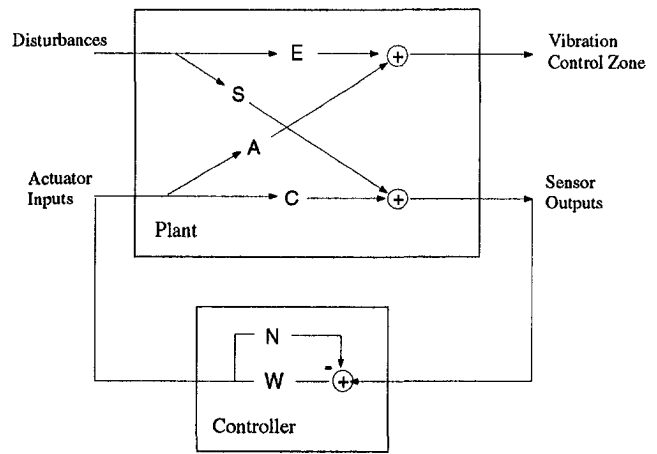 Disturbances
E
+
Vibration
Control Zone
S
A
Actuator
Inputs
C
+
Sensor
Outputs
Plant
N
-
W
+
Controller